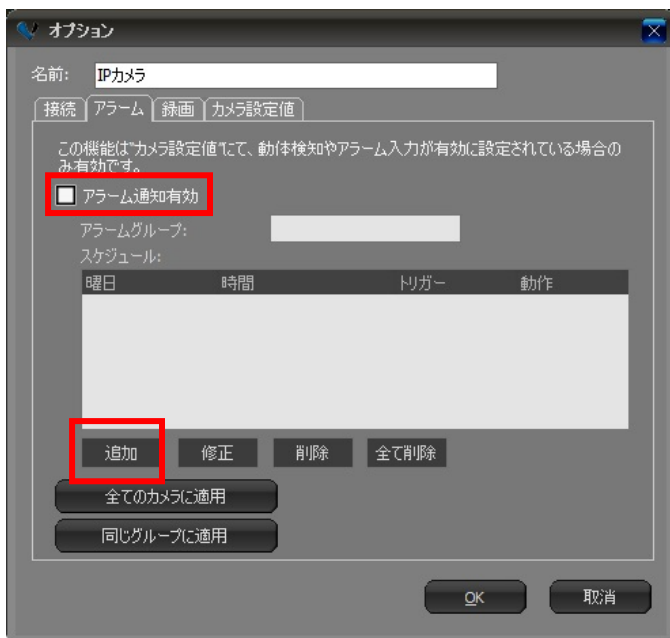 オプション
名前: IPカメラ
接続 アラーム 録画 カメラ設定値
この機能は"カメラ設定値"にて、動体検知やアラーム入力が有効に設定されている場合の
み有効です。
アラーム通知有効
アラームグループ:
スケジュール:
曜日 時間 トリガー 動作
追加 修正 削除 全て削除
全てのカメラに適用
同じグループに適用
OK 取消